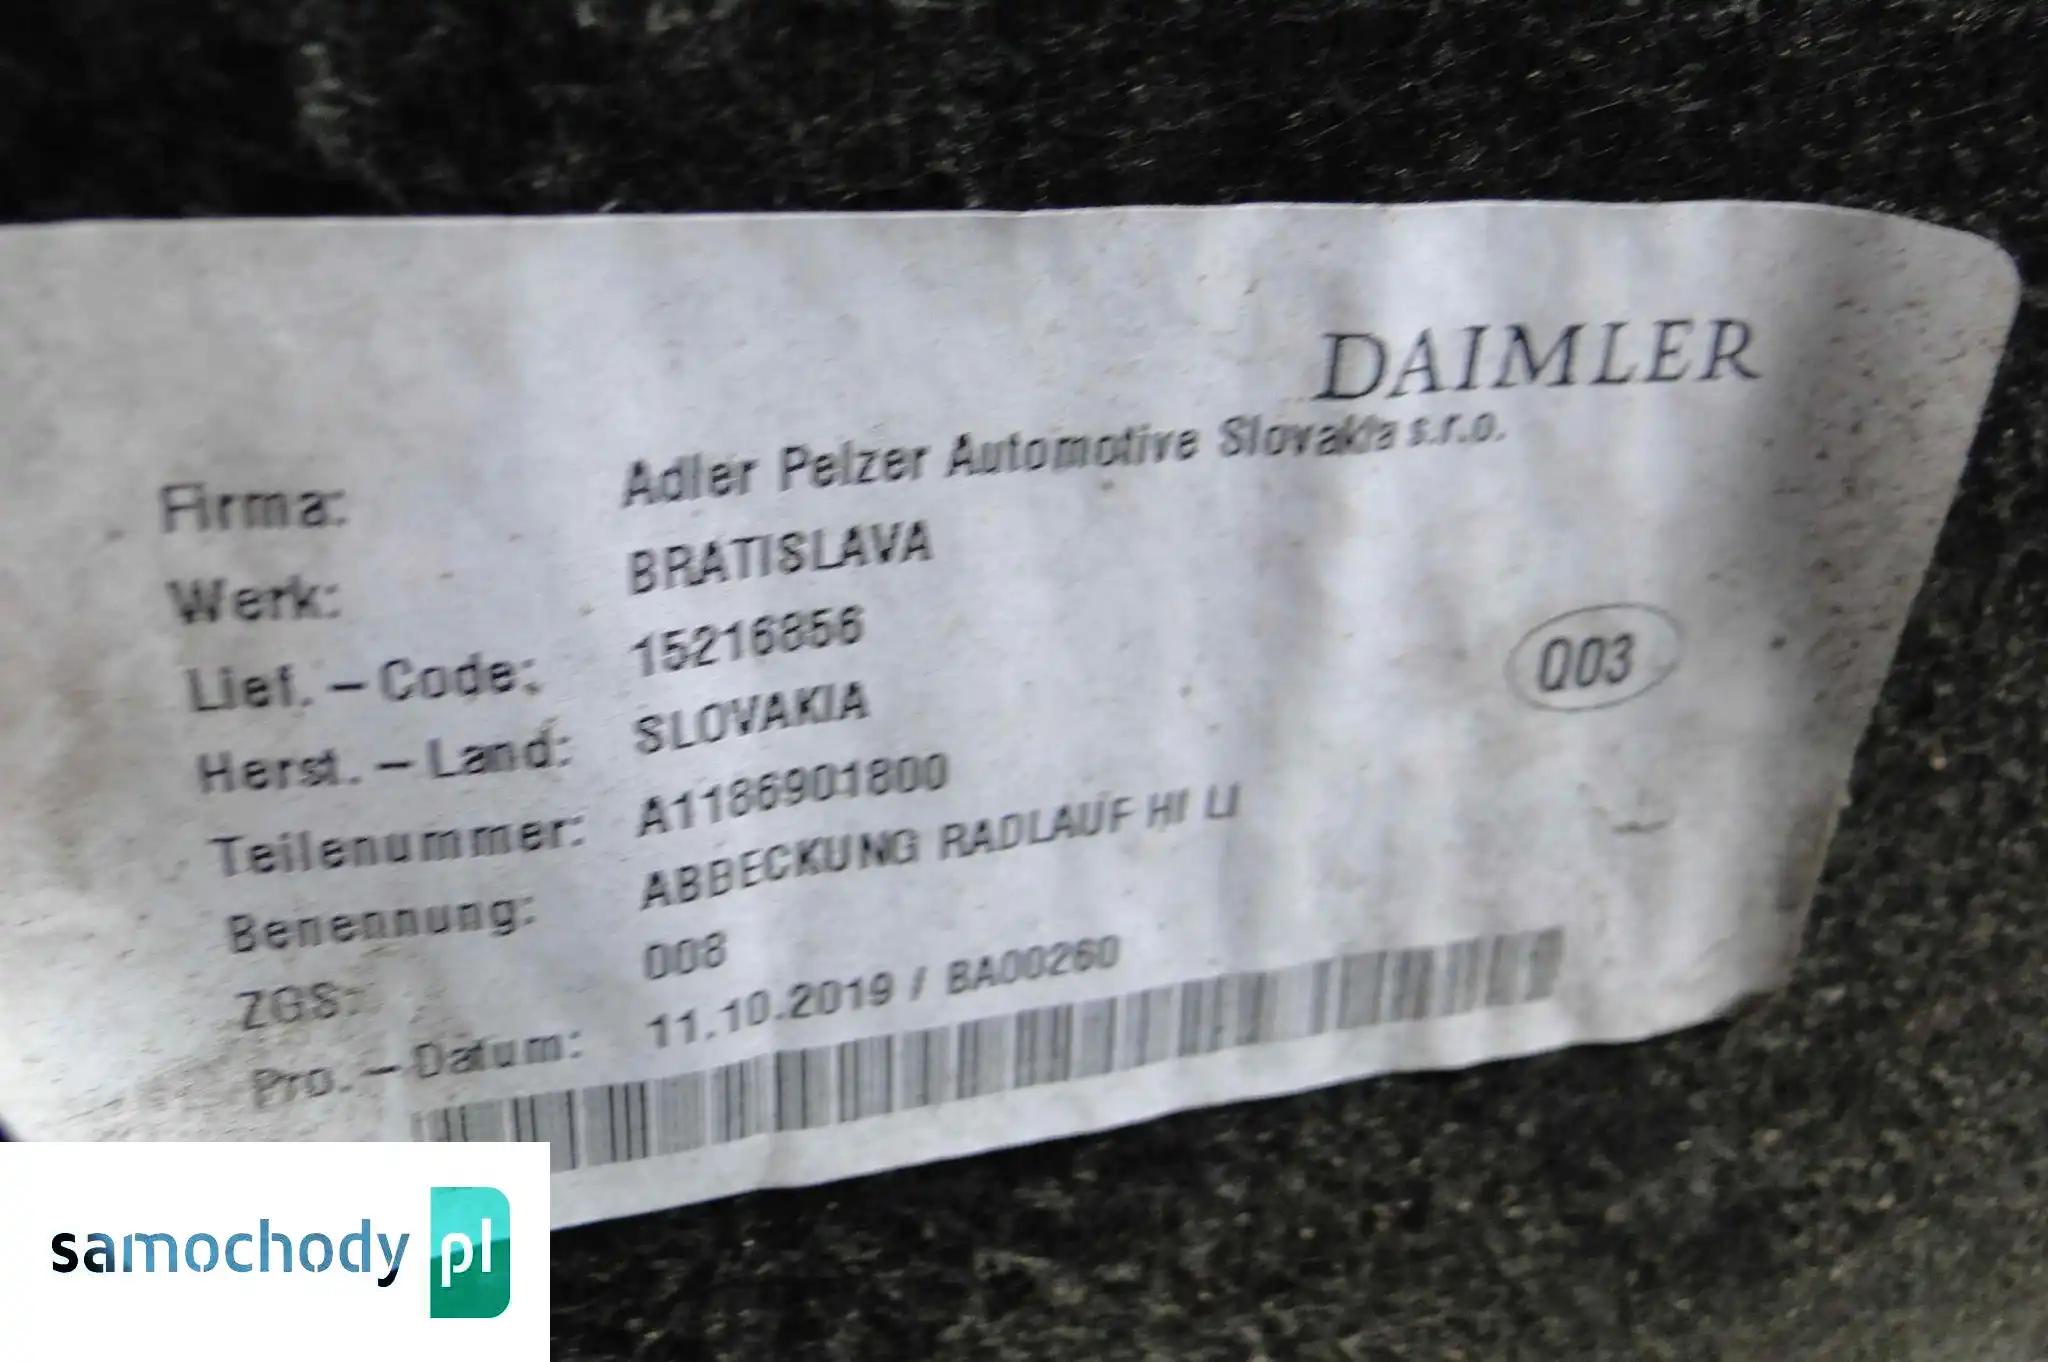 DAIMLER
Firma: Adler Pelzer Automotive Slovakia s.r.o.
Werk: BRATISLAVA
Lief.-Code: 15216856
Q03
Herst.-Land: SLOVAKIA
Teilenummer: A1186901800
Benennung: ABBECKUNG RADLAUF HI LI
ZGS: 008
Pro.-Datum: 11.10.2019 / BA00260
samochody pl